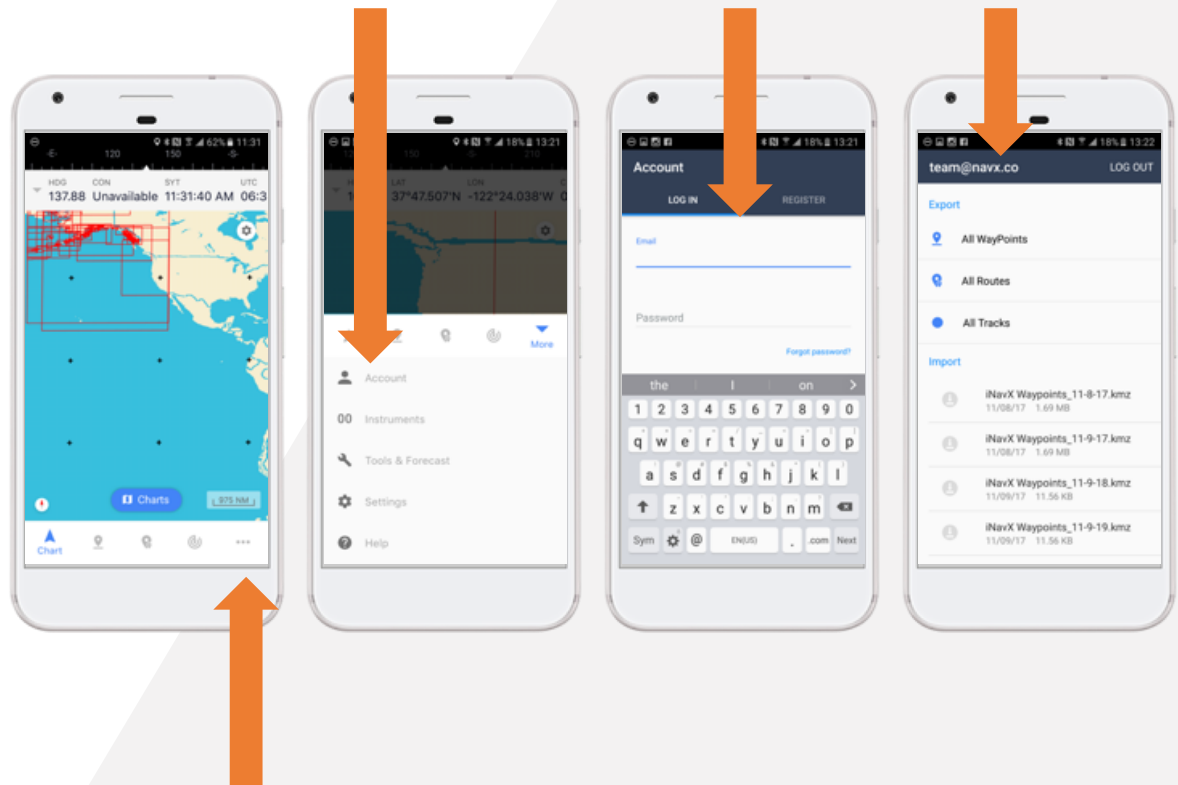 62% 11:31
-E- 120 150 -S-
HDG CON SYT UTC
137.88 Unavailable 11:31:40 AM 06:3
Charts
975 NM
Chart
18% 13:21
150 210
LAT LON
37°47.507'N -122°24.038'W
More
Account
Instruments
Tools & Forecast
Settings
Help
18% 13:21
Account
LOG IN REGISTER
Email
Password
Forgot password?
the I on
1 2 3 4 5 6 7 8 9 0
q w e r t y u i o p
a s d f g h j k l
z x c v b n m
Sym @ EN(US) . .com Next
18% 13:22
team@navx.co LOG OUT
Export
All WayPoints
All Routes
All Tracks
Import
iNavX Waypoints_11-8-17.kmz
11/08/17 1.69 MB
iNavX Waypoints_11-9-17.kmz
11/08/17 1.69 MB
iNavX Waypoints_11-9-18.kmz
11/09/17 11.56 KB
iNavX Waypoints_11-9-19.kmz
11/09/17 11.56 KB